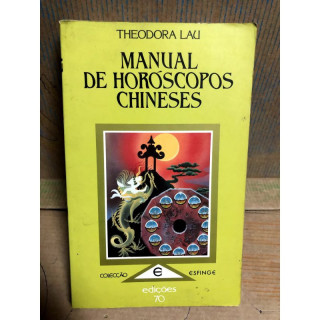 THEODORA LAU
MANUAL
DE HORÓSCOPOS
CHINESES
COLECÇÃO E ESFINGE
edições
70